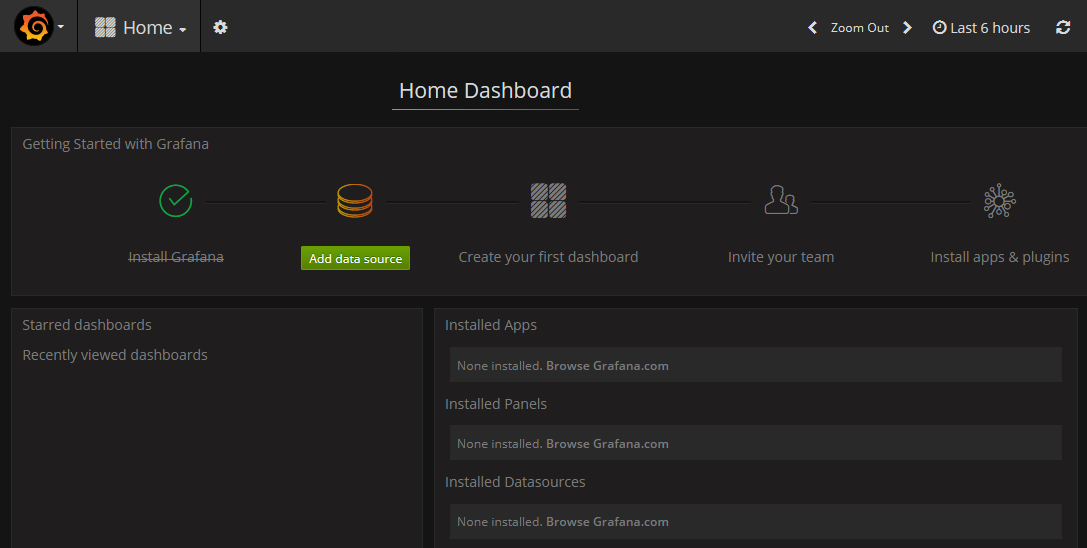 Home
Zoom Out
Last 6 hours
Home Dashboard
Getting Started with Grafana
Install Grafana
Add data source
Create your first dashboard
Invite your team
Install apps & plugins
Starred dashboards
Recently viewed dashboards
Installed Apps
None installed. Browse Grafana.com
Installed Panels
None installed. Browse Grafana.com
Installed Datasources
None installed. Browse Grafana.com